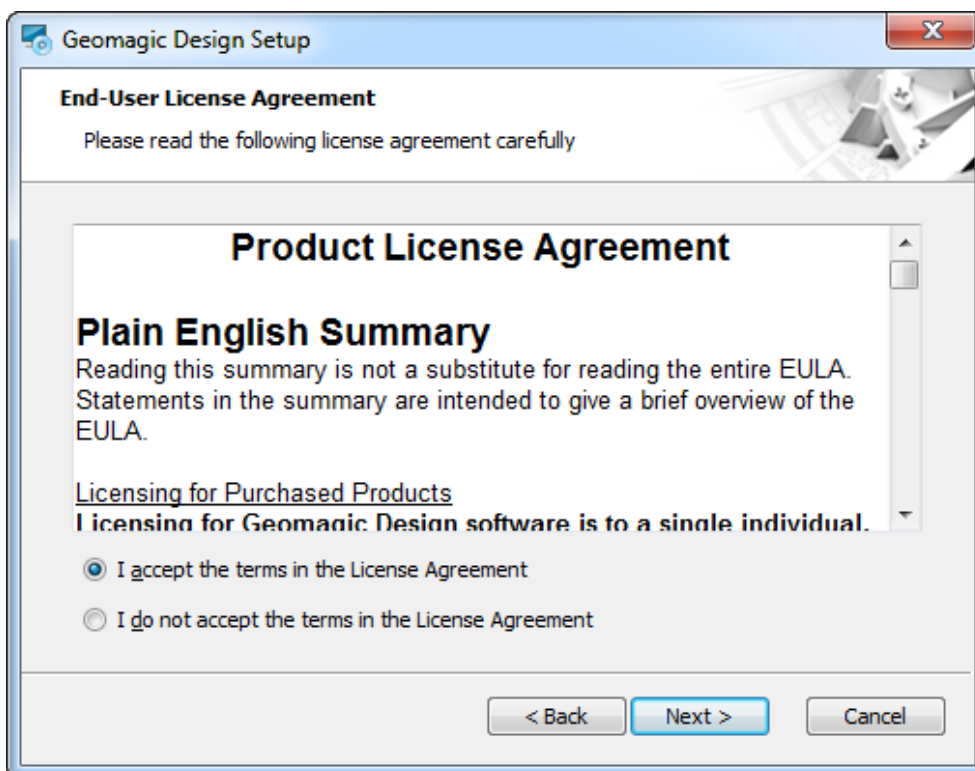 Geomagic Design Setup
End-User License Agreement
Please read the following license agreement carefully
Product License Agreement
Plain English Summary
Reading this summary is not a substitute for reading the entire EULA.
Statements in the summary are intended to give a brief overview of the
EULA.
Licensing for Purchased Products
Licensing for Geomagic Design software is to a single individual.
I accept the terms in the License Agreement
I do not accept the terms in the License Agreement
< Back
Next >
Cancel